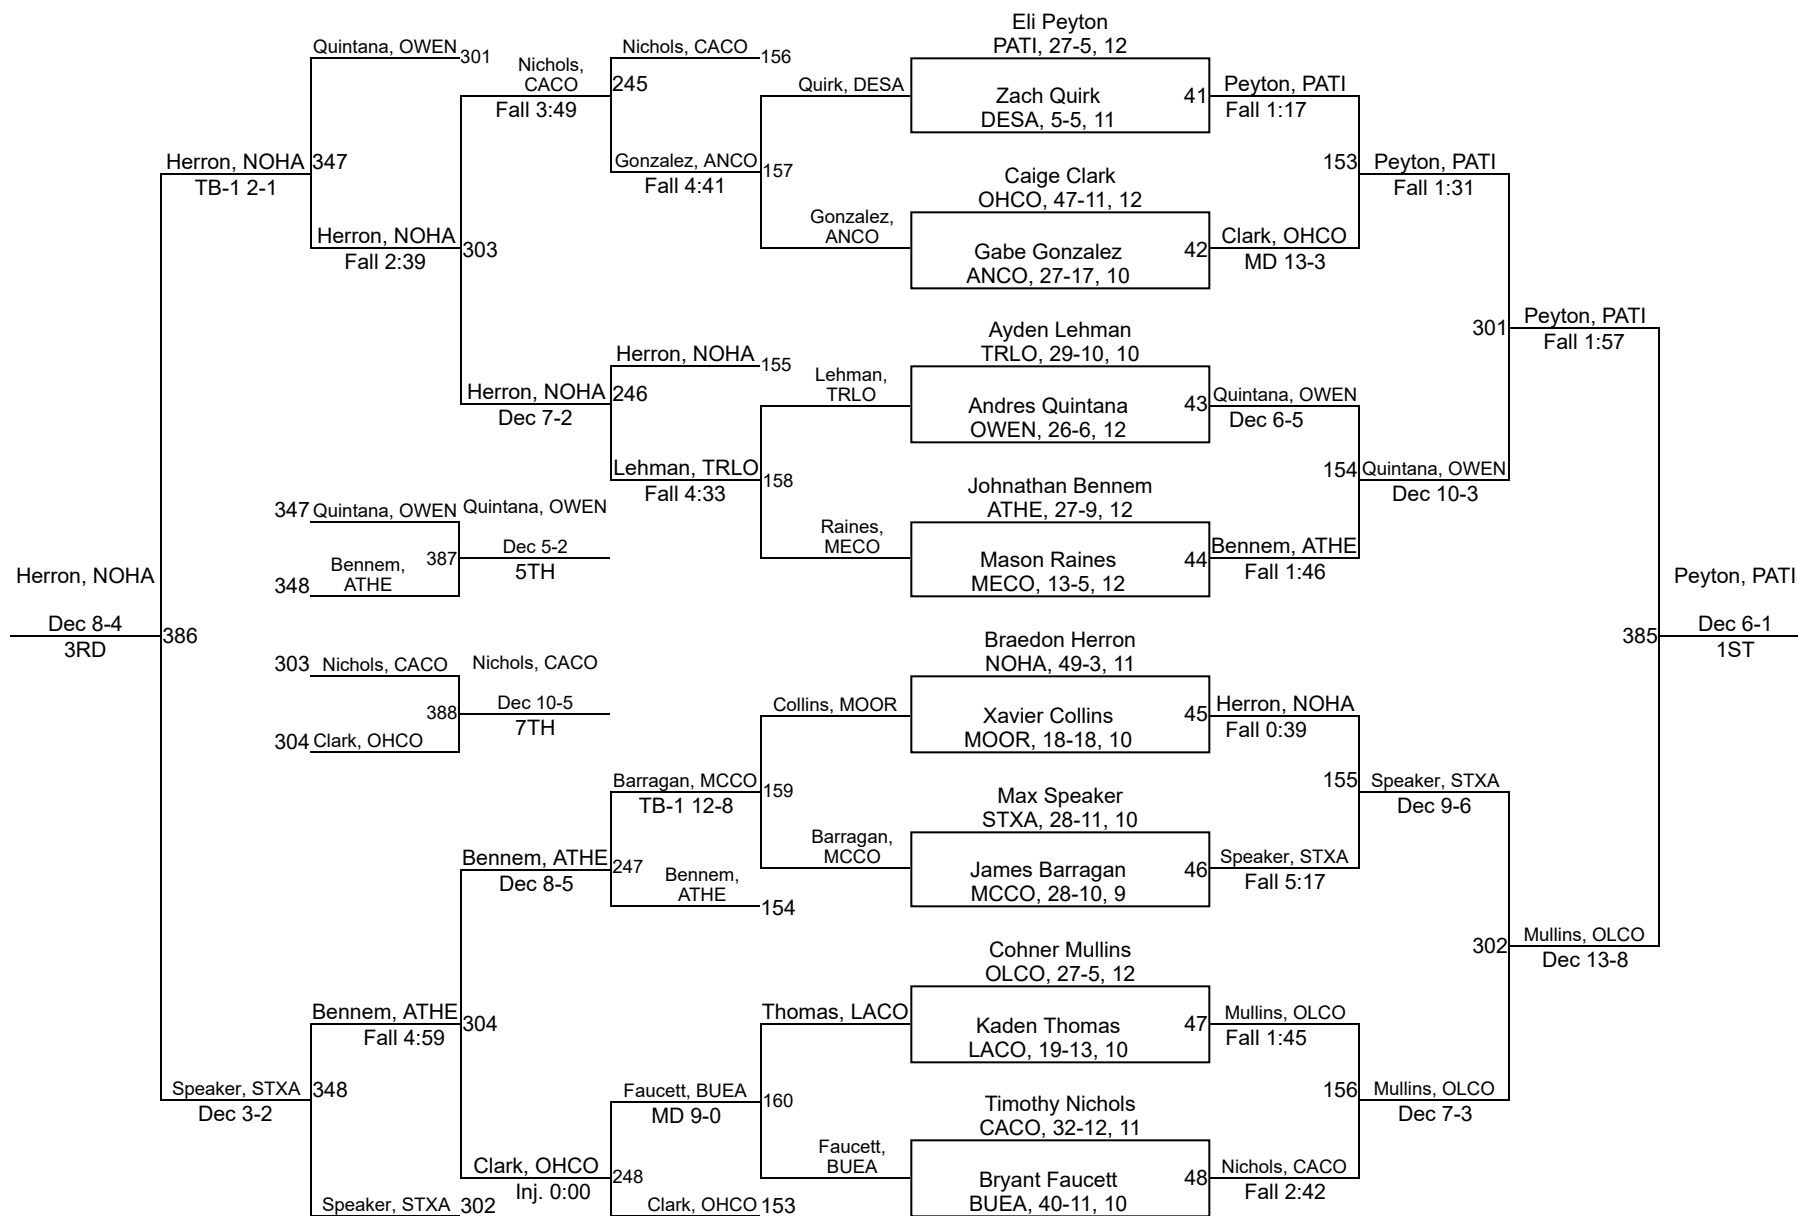 Eli Peyton
PATI, 27-5, 12
Quintana, OWEN
301
Nichols, CACO
156
Nichols,
CACO
245
Fall 3:49
Quirk, DESA
Zach Quirk
DESA, 5-5, 11
41
Peyton, PATI
Fall 1:17
Herron, NOHA
347
TB-1 2-1
Gonzalez, ANCO
157
Fall 4:41
Caige Clark
OHCO, 47-11, 12
153
Peyton, PATI
Fall 1:31
Herron, NOHA
303
Fall 2:39
Gonzalez,
ANCO
Gabe Gonzalez
ANCO, 27-17, 10
42
Clark, OHCO
MD 13-3
Ayden Lehman
TRLO, 29-10, 10
301
Peyton, PATI
Fall 1:57
Herron, NOHA
155
Herron, NOHA
246
Dec 7-2
Lehman,
TRLO
Andres Quintana
OWEN, 26-6, 12
43
Quintana, OWEN
Dec 6-5
Lehman, TRLO
158
Fall 4:33
Johnathan Bennem
ATHE, 27-9, 12
154
Quintana, OWEN
Dec 10-3
347
Quintana, OWEN
Quintana, OWEN
387
Dec 5-2
5TH
348
Bennem,
ATHE
Raines,
MECO
Mason Raines
MECO, 13-5, 12
44
Bennem, ATHE
Fall 1:46
Herron, NOHA
Dec 8-4
3RD
386
Peyton, PATI
385
Dec 6-1
1ST
303
Nichols, CACO
Nichols, CACO
388
Dec 10-5
7TH
304
Clark, OHCO
Braedon Herron
NOHA, 49-3, 11
Collins, MOOR
Xavier Collins
MOOR, 18-18, 10
45
Herron, NOHA
Fall 0:39
Barragan, MCCO
159
TB-1 12-8
Max Speaker
STXA, 28-11, 10
155
Speaker, STXA
Dec 9-6
Bennem, ATHE
247
Dec 8-5
Bennem,
ATHE
154
Barragan,
MCCO
James Barragan
MCCO, 28-10, 9
46
Speaker, STXA
Fall 5:17
Cohner Mullins
OLCO, 27-5, 12
302
Mullins, OLCO
Dec 13-8
Bennem, ATHE
304
Fall 4:59
Thomas, LACO
Kaden Thomas
LACO, 19-13, 10
47
Mullins, OLCO
Fall 1:45
Speaker, STXA
348
Dec 3-2
Faucett, BUEA
160
MD 9-0
Timothy Nichols
CACO, 32-12, 11
156
Mullins, OLCO
Dec 7-3
Clark, OHCO
248
Inj. 0:00
Faucett,
BUEA
Bryant Faucett
BUEA, 40-11, 10
48
Nichols, CACO
Fall 2:42
Speaker, STXA
302
Clark, OHCO
153